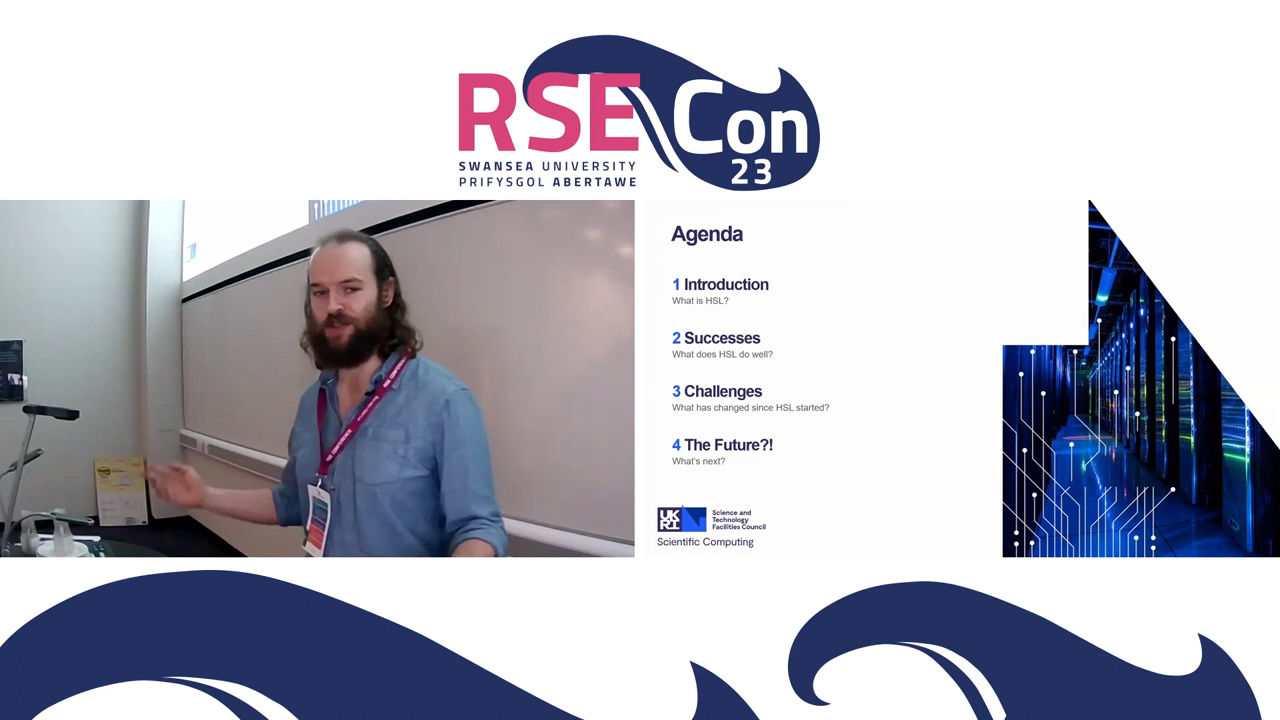 RSE Con
23
SWANSEA UNIVERSITY
PRIFYSGOL ABERTAWE
Agenda
1 Introduction
What is HSL?
2 Successes
What does HSL do well?
3 Challenges
What has changed since HSL started?
4 The Future?!
What's next?
UKRI
Science and
Technology
Facilities Council
Scientific Computing